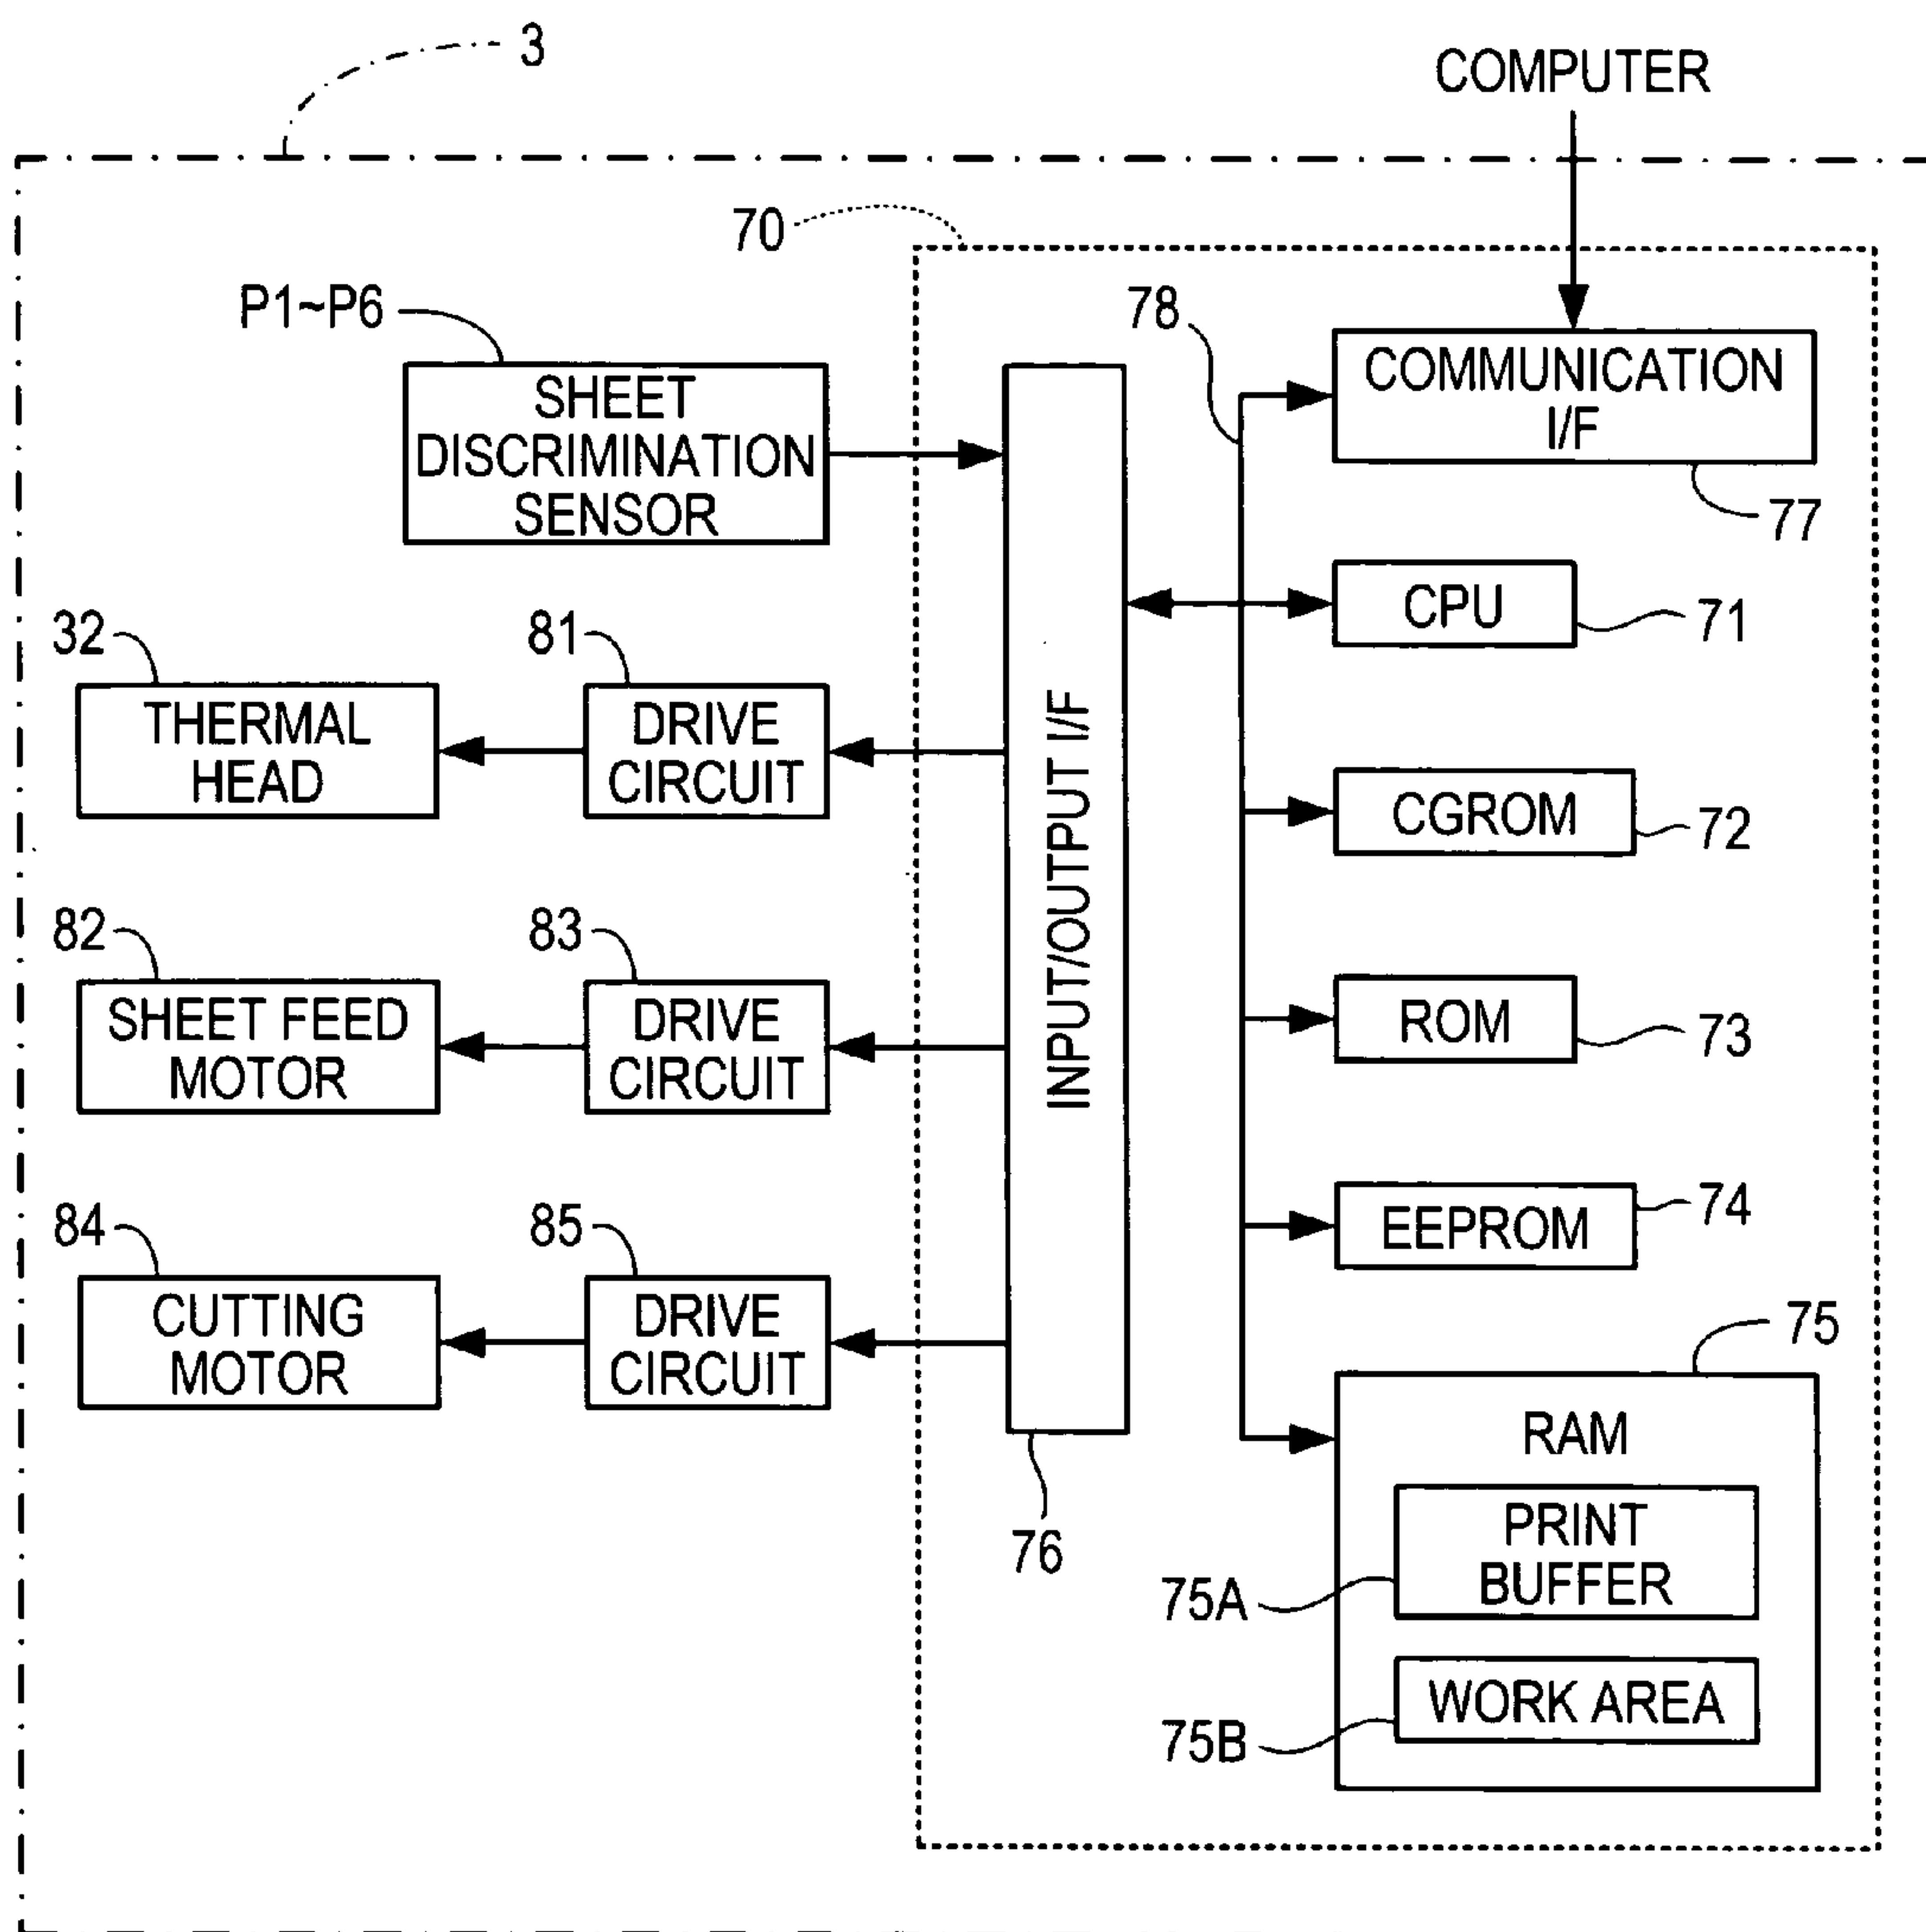 3
COMPUTER
70
P1~P6
78
SHEET
DISCRIMINATION
SENSOR
COMMUNICATION
I/F
77
32
81
CPU
71
THERMAL
HEAD
DRIVE
CIRCUIT
INPUT/OUTPUT I/F
CGROM
72
82
83
SHEET FEED
MOTOR
DRIVE
CIRCUIT
ROM
73
84
85
EEPROM
74
CUTTING
MOTOR
DRIVE
CIRCUIT
75
RAM
76
PRINT
BUFFER
75A
WORK AREA
75B